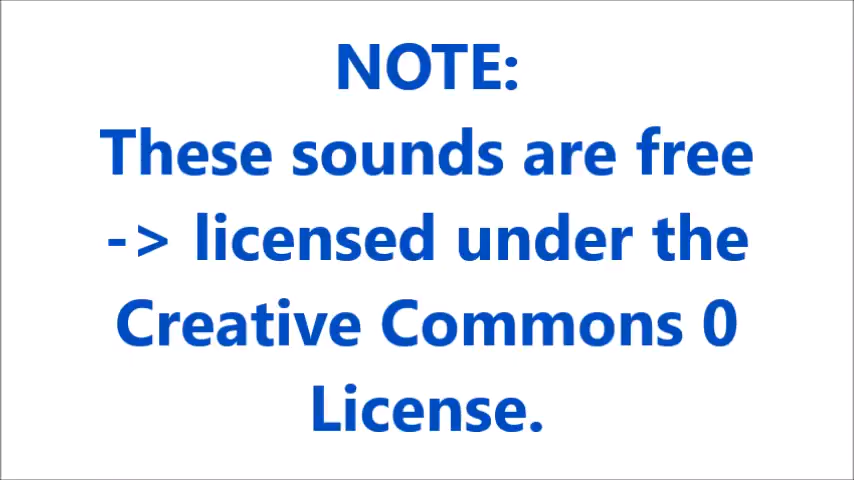 NOTE:
These sounds are free
-> licensed under the
Creative Commons 0
License.